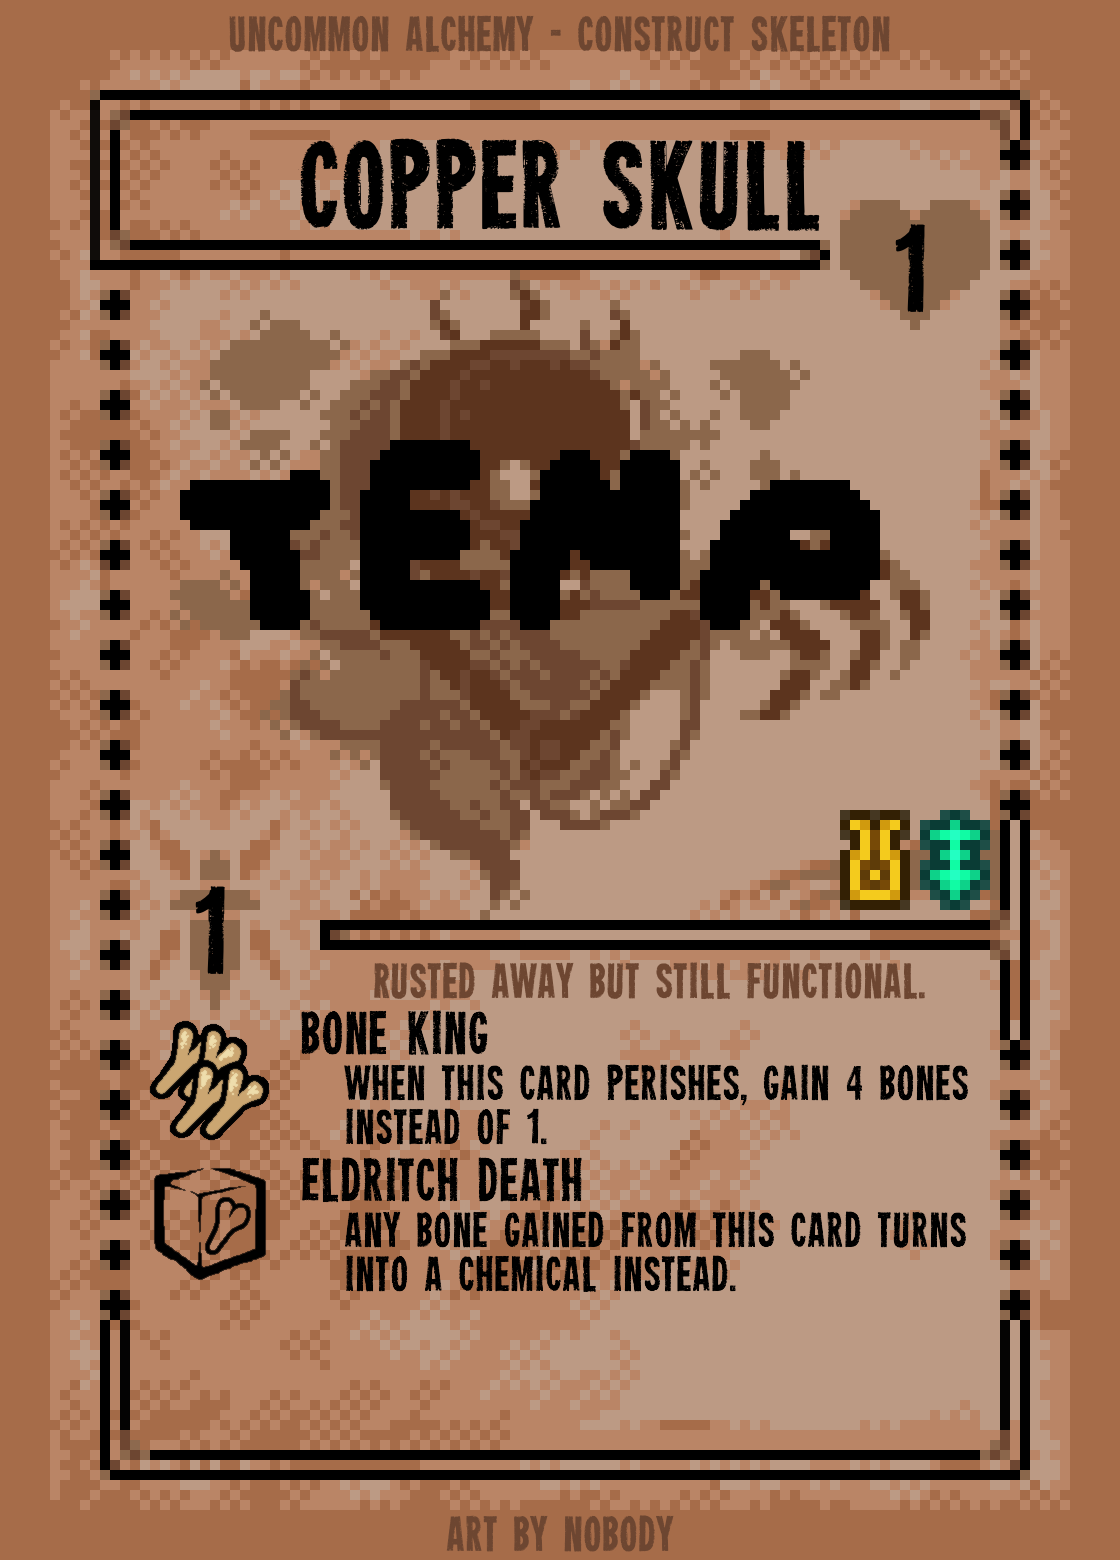 UNCOMMON ALCHEMY - CONSTRUCT SKELETON
COPPER SKULL
1
TEMP
1
RUSTED AWAY BUT STILL FUNCTIONAL.
BONE KING
WHEN THIS CARD PERISHES, GAIN 4 BONES
INSTEAD OF 1.
ELDRITCH DEATH
ANY BONE GAINED FROM THIS CARD TURNS
INTO A CHEMICAL INSTEAD.
ART BY NOBODY